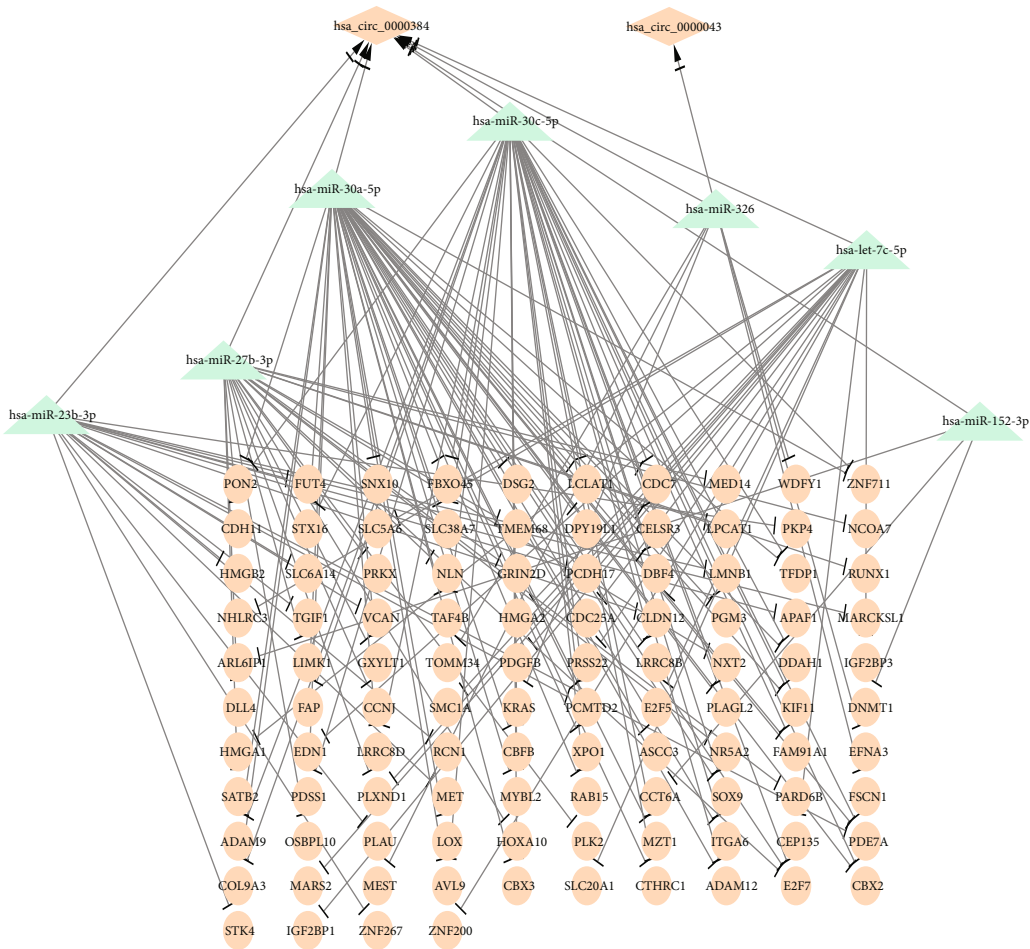 hsa_circ_0000384
hsa_circ_0000043
hsa-miR-30c-5p
hsa-miR-30a-5p
hsa-miR-326
hsa-let-7c-5p
hsa-miR-27b-3p
hsa-miR-23b-3p
hsa-miR-152-3p
PON2 FUT4 SNX10 FBXO45 DSG2 LCLAT1 CDC7 MED14 WDFY1 ZNF711
CDH11 STX16 SLC5A6 SLC38A7 TMEM68 DPY19L1 CELSR3 LPCAT1 PKP4 NCOA7
HMGB2 SLC6A14 PRKX NLN GRIN2D PCDH17 DBF4 LMNB1 TFDP1 RUNX1
NHLRC3 TGIF1 VCAN TAF4B HMGA2 CDC25A CLDN12 PGM3 APAF1 MARCKSL1
ARL6IP1 LIMK1 GXYLT1 TOMM34 PDGFB PRSS22 LRRC8B NXT2 DDAH1 IGF2BP3
DLL4 FAP CCNJ SMC1A KRAS PCMTD2 E2F5 PLAGL2 KIF11 DNMT1
HMGA1 EDN1 LRRC8D RCN1 CBFB XPO1 ASCC3 NR5A2 FAM91A1 EFNA3
SATB2 PDSS1 PLXND1 MET MYBL2 RAB15 CCT6A SOX9 PARD6B FSCN1
ADAM9 OSBPL10 PLAU LOX HOXA10 PLK2 MZT1 ITGA6 CEP135 PDE7A
COL9A3 MARS2 MEST AVL9 CBX3 SLC20A1 CTHRC1 ADAM12 E2F7 CBX2
STK4 IGF2BP1 ZNF267 ZNF200